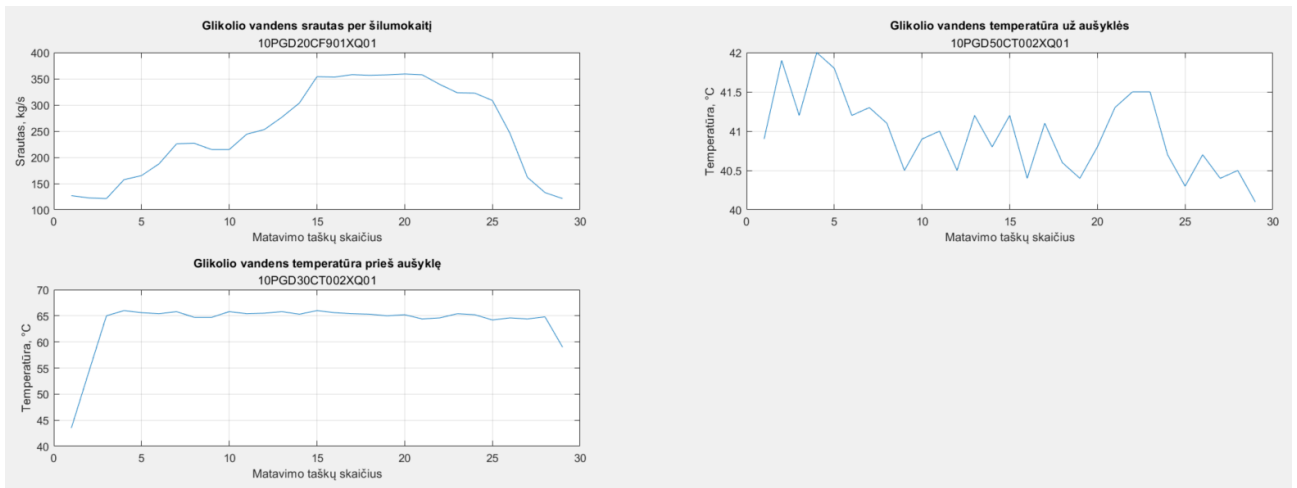 Glikolio vandens srautas per šilumokaitį
10PGD20CF901XQ01
400
350
300
250
200
150
100
Srautas, kg/s
0 5 10 15 20 25 30
Matavimo taškų skaičius
Glikolio vandens temperatūra už aušyklės
10PGD50CT002XQ01
42
41.5
41
40.5
40
Temperatūra, °C
0 5 10 15 20 25 30
Matavimo taškų skaičius
Glikolio vandens temperatūra prieš aušyklę
10PGD30CT002XQ01
70
65
60
55
50
45
40
Temperatūra, °C
0 5 10 15 20 25 30
Matavimo taškų skaičius